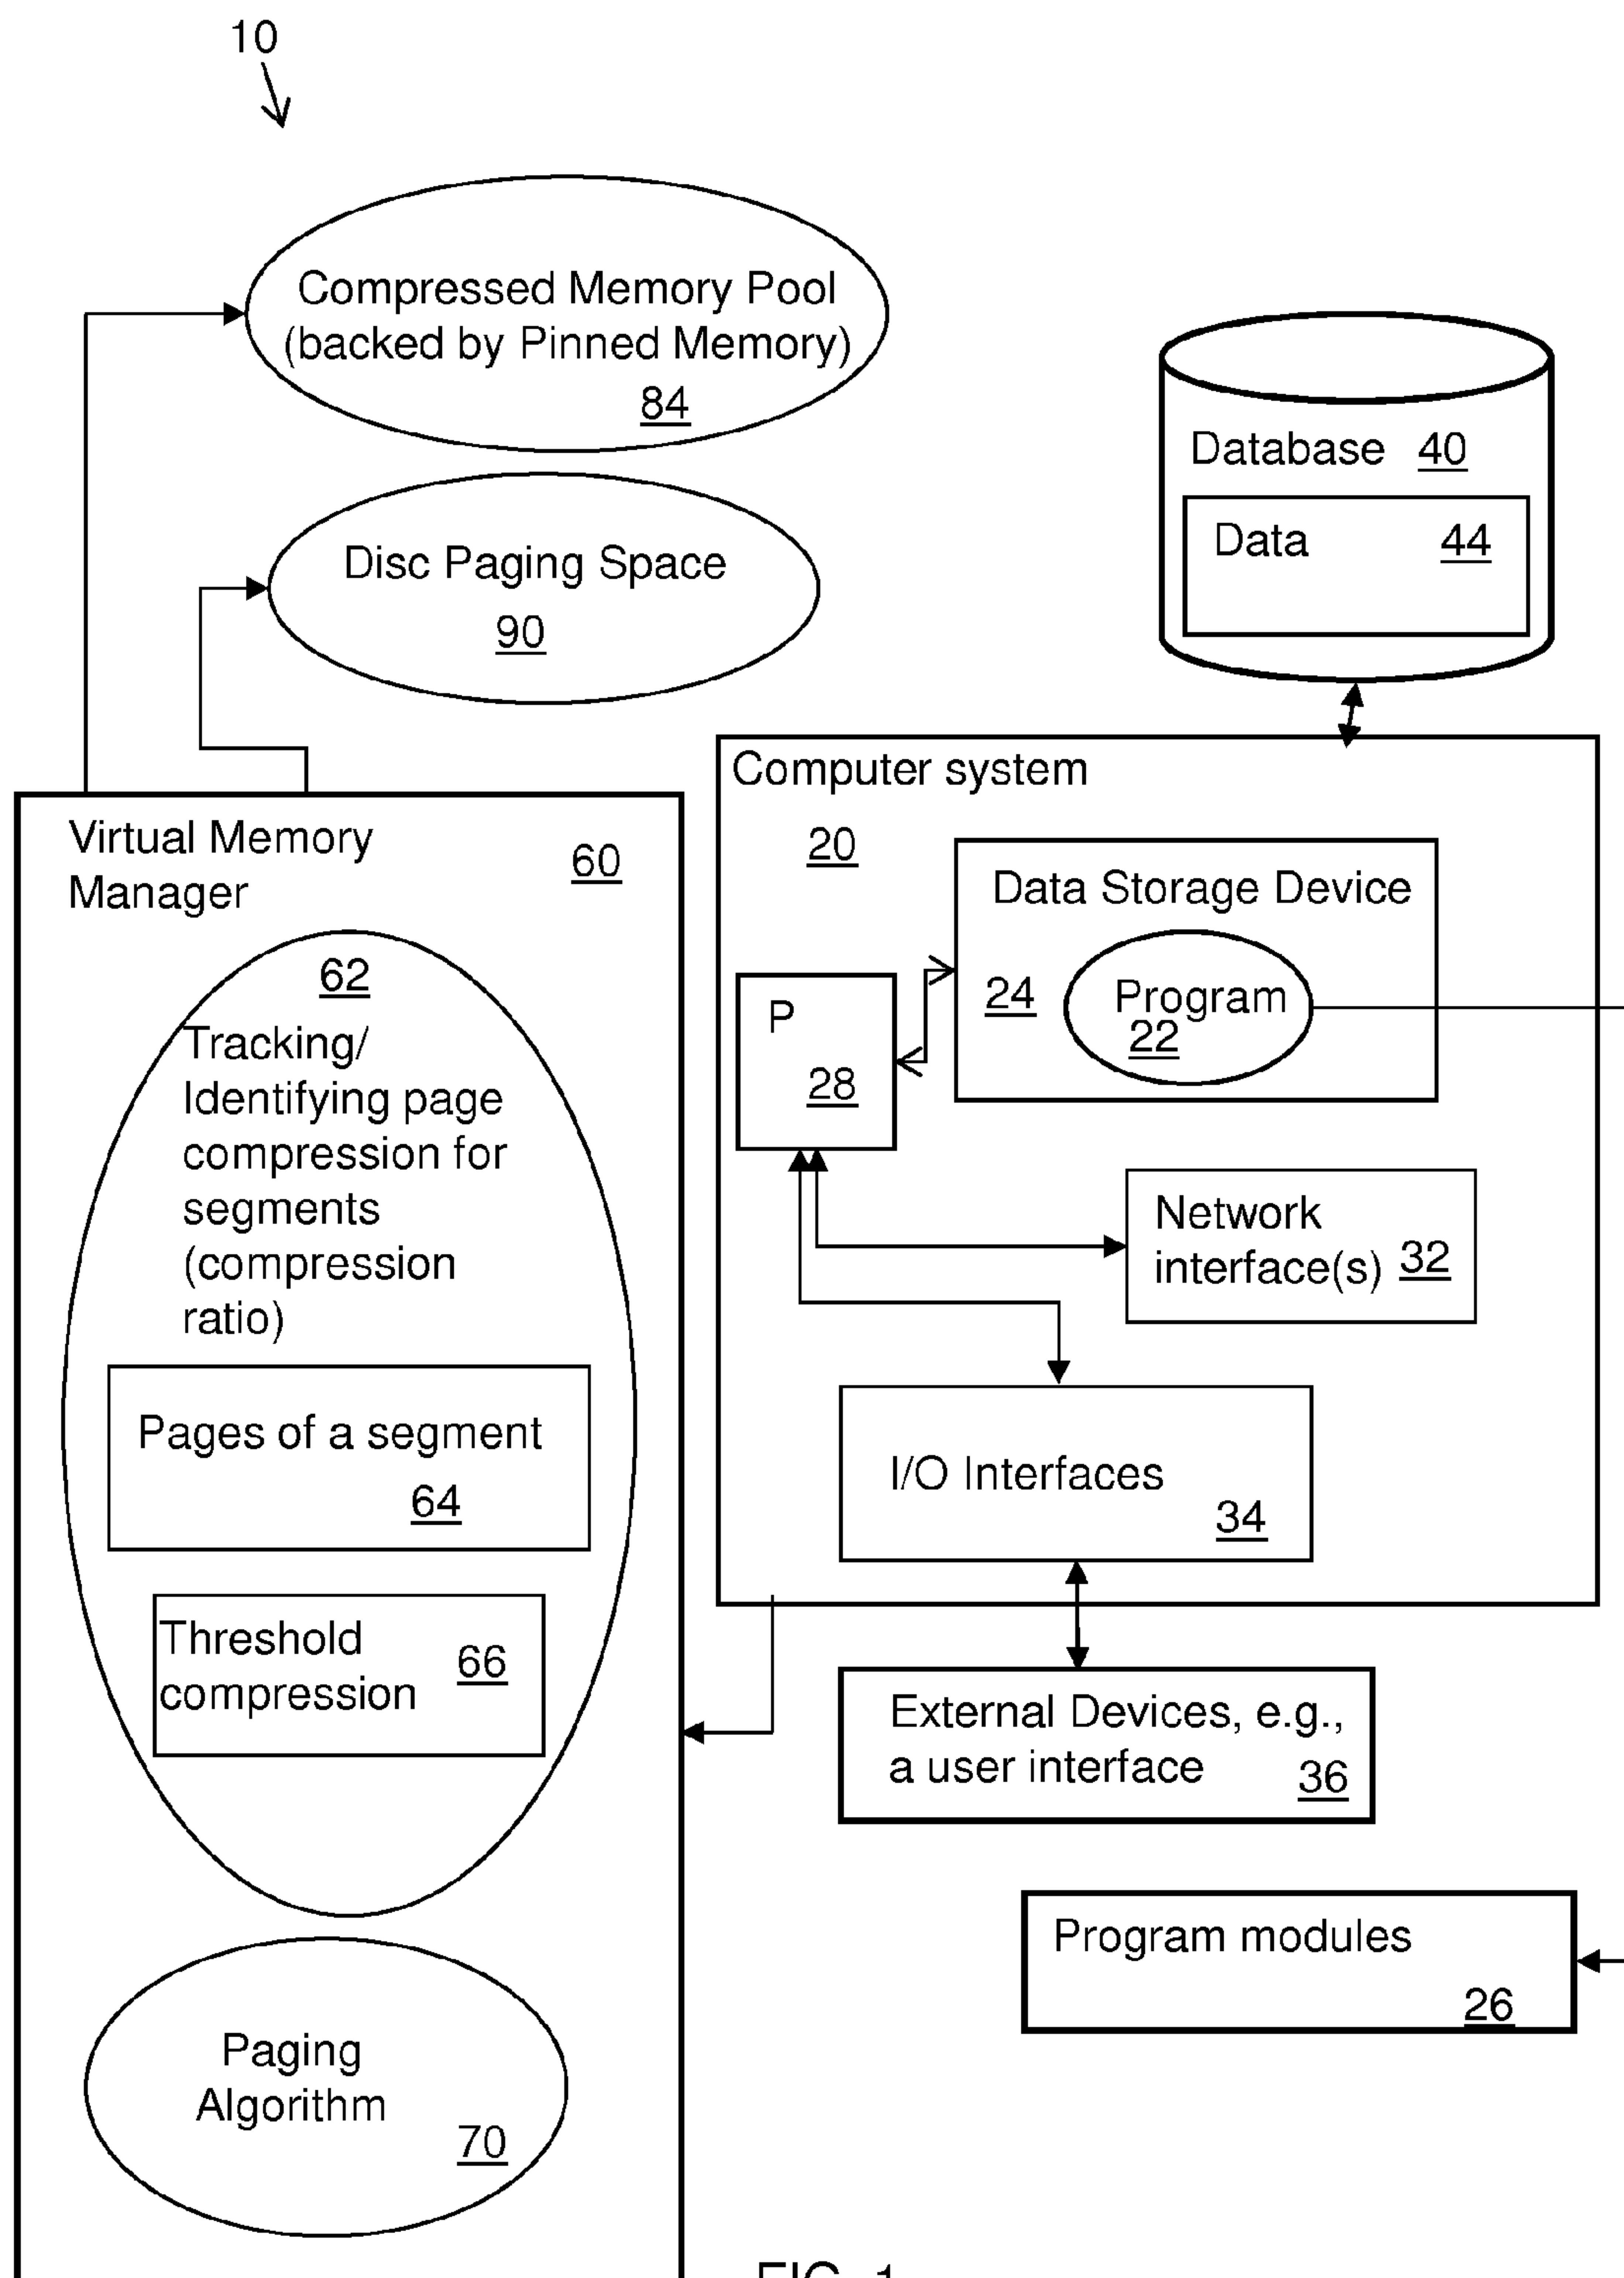 10
Compressed Memory Pool
(backed by Pinned Memory)
84
Disc Paging Space
90
Database 40
Data 44
Computer system
20
Data Storage Device
24
Program
22
P
28
Network
interface(s) 32
I/O Interfaces
34
External Devices, e.g.,
a user interface 36
Program modules
26
Virtual Memory
Manager
60
62
Tracking/
Identifying page
compression for
segments
(compression
ratio)
Pages of a segment
64
Threshold
compression 66
Paging
Algorithm
70
FIG. 1